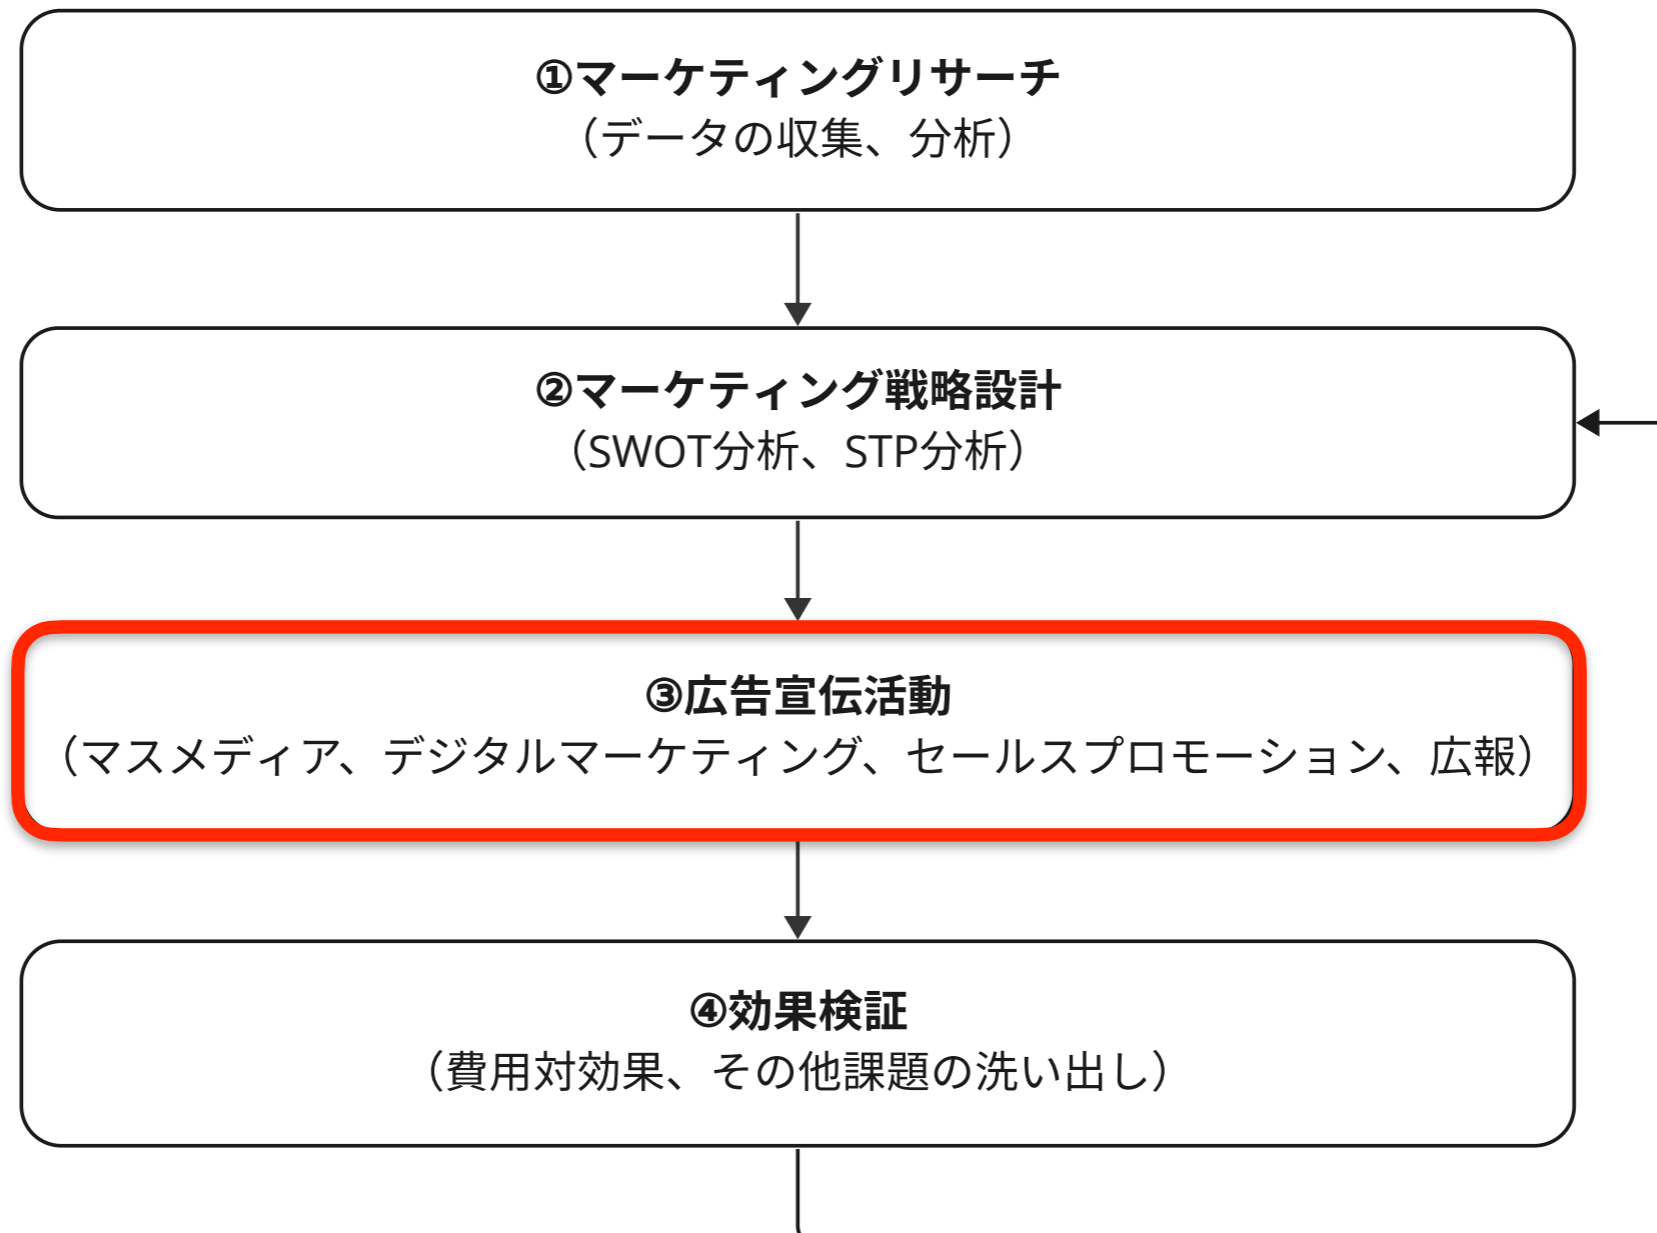 ①マーケティングリサーチ
（データの収集、分析）
②マーケティング戦略設計
（SWOT分析、STP分析）
③広告宣伝活動
（マスメディア、デジタルマーケティング、セールスプロモーション、広報）
④効果検証
（費用対効果、その他課題の洗い出し）